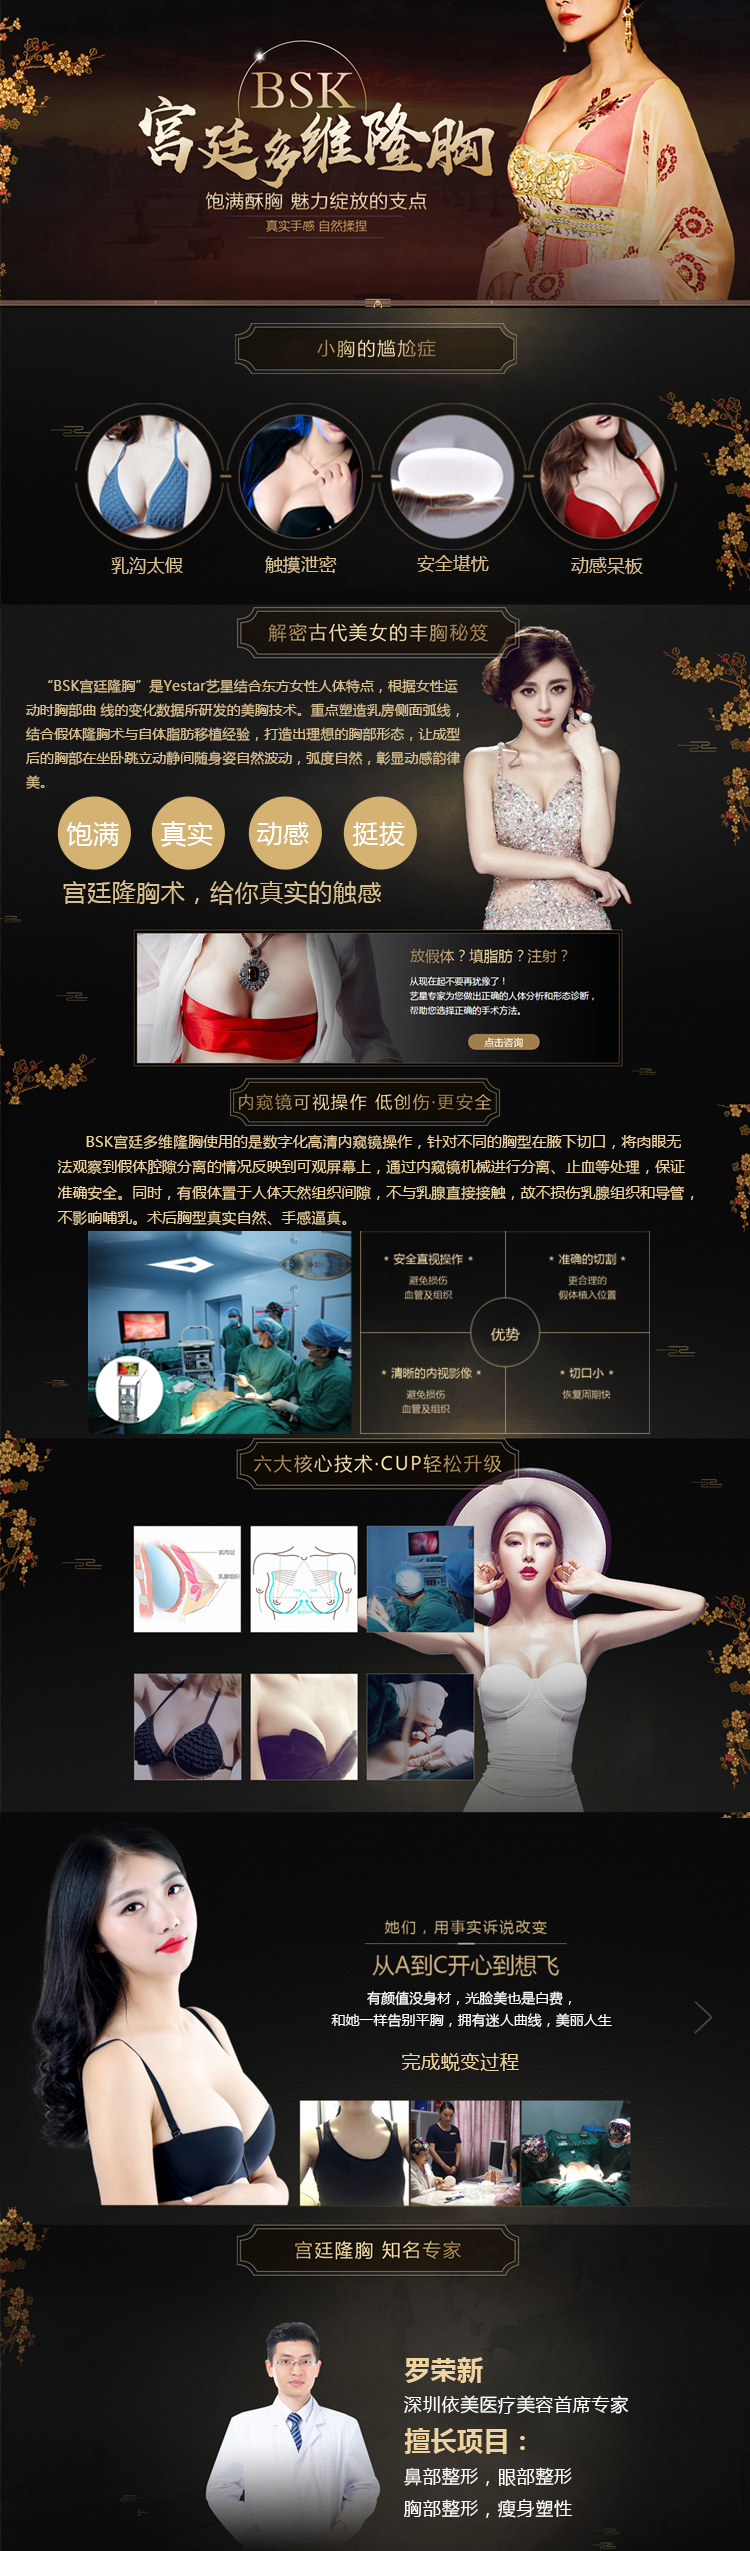 BSK
宫廷多维隆胸
饱满酥胸 魅力绽放的支点
真实手感 自然揉捏
小胸的尴尬症
乳沟太假
触摸泄密
安全堪忧
动感呆板
解密古代美女的丰胸秘笈
“BSK宫廷隆胸”是Yestar艺星结合东方女性人体特点，根据女性运
动时胸部曲 线的变化数据所研发的美胸技术。重点塑造乳房侧面弧线，
结合假体隆胸术与自体脂肪移植经验，打造出理想的胸部形态，让成型
后的胸部在坐卧跳立动静间随身姿自然波动，弧度自然，彰显动感韵律
美。
饱满
真实
动感
挺拔
宫廷隆胸术，给你真实的触感
放假体？填脂肪？注射？
从现在起不要再犹豫了！
艺星专家为您做出正确的人体分析和形态诊断，
帮助您选择正确的手术方法。
点击咨询
内窥镜可视操作 低创伤·更安全
BSK宫廷多维隆胸使用的是数字化高清内窥镜操作，针对不同的胸型在腋下切口，将肉眼无
法观察到假体腔隙分离的情况反映到可观屏幕上，通过内窥镜机械进行分离、止血等处理，保证
准确安全。同时，有假体置于人体天然组织间隙，不与乳腺直接接触，故不损伤乳腺组织和导管，
不影响哺乳。术后胸型真实自然、手感逼真。
* 安全直视操作 *
避免损伤
血管及组织
* 准确的切割 *
更合理的
假体植入位置
优势
* 清晰的内视影像 *
避免损伤
血管及组织
* 切口小 *
恢复周期快
六大核心技术·CUP轻松升级
肌肉层
乳腺组织
她们，用事实诉说改变
从A到C开心到想飞
有颜值没身材，光脸美也是白费，
和她一样告别平胸，拥有迷人曲线，美丽人生
完成蜕变过程
宫廷隆胸 知名专家
罗荣新
深圳依美医疗美容首席专家
擅长项目：
鼻部整形，眼部整形
胸部整形，瘦身塑性